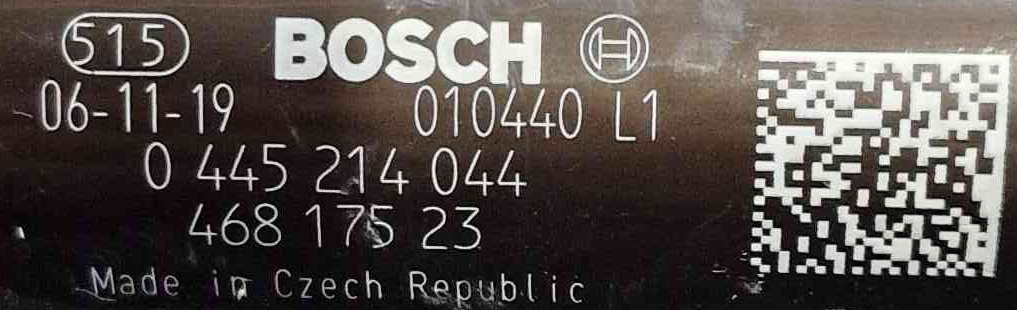 515 BOSCH
06-11-19 010440 L1
0 445 214 044
468 175 23
Made in Czech Republic